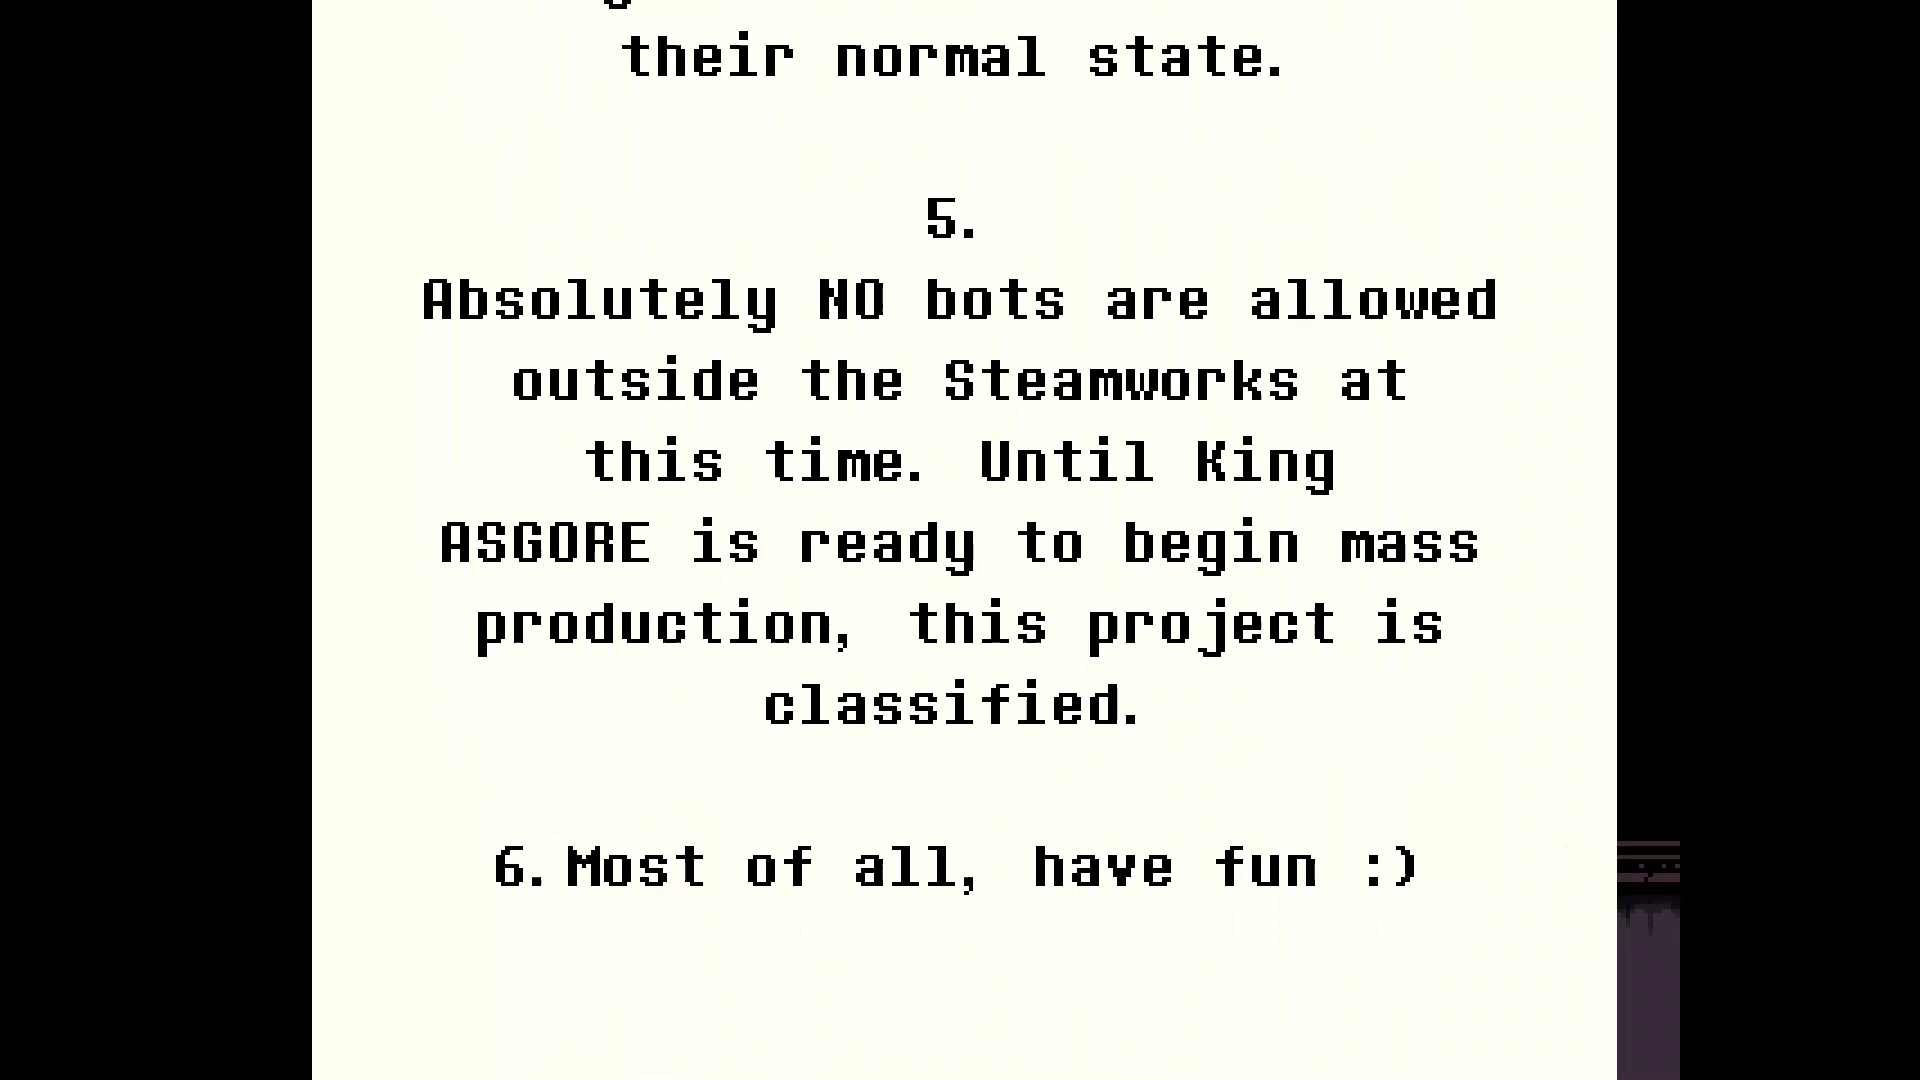 their normal state.
5.
Absolutely NO bots are allowed
outside the Steamworks at
this time. Until King
ASGORE is ready to begin mass
production, this project is
classified.
6. Most of all, have fun :)